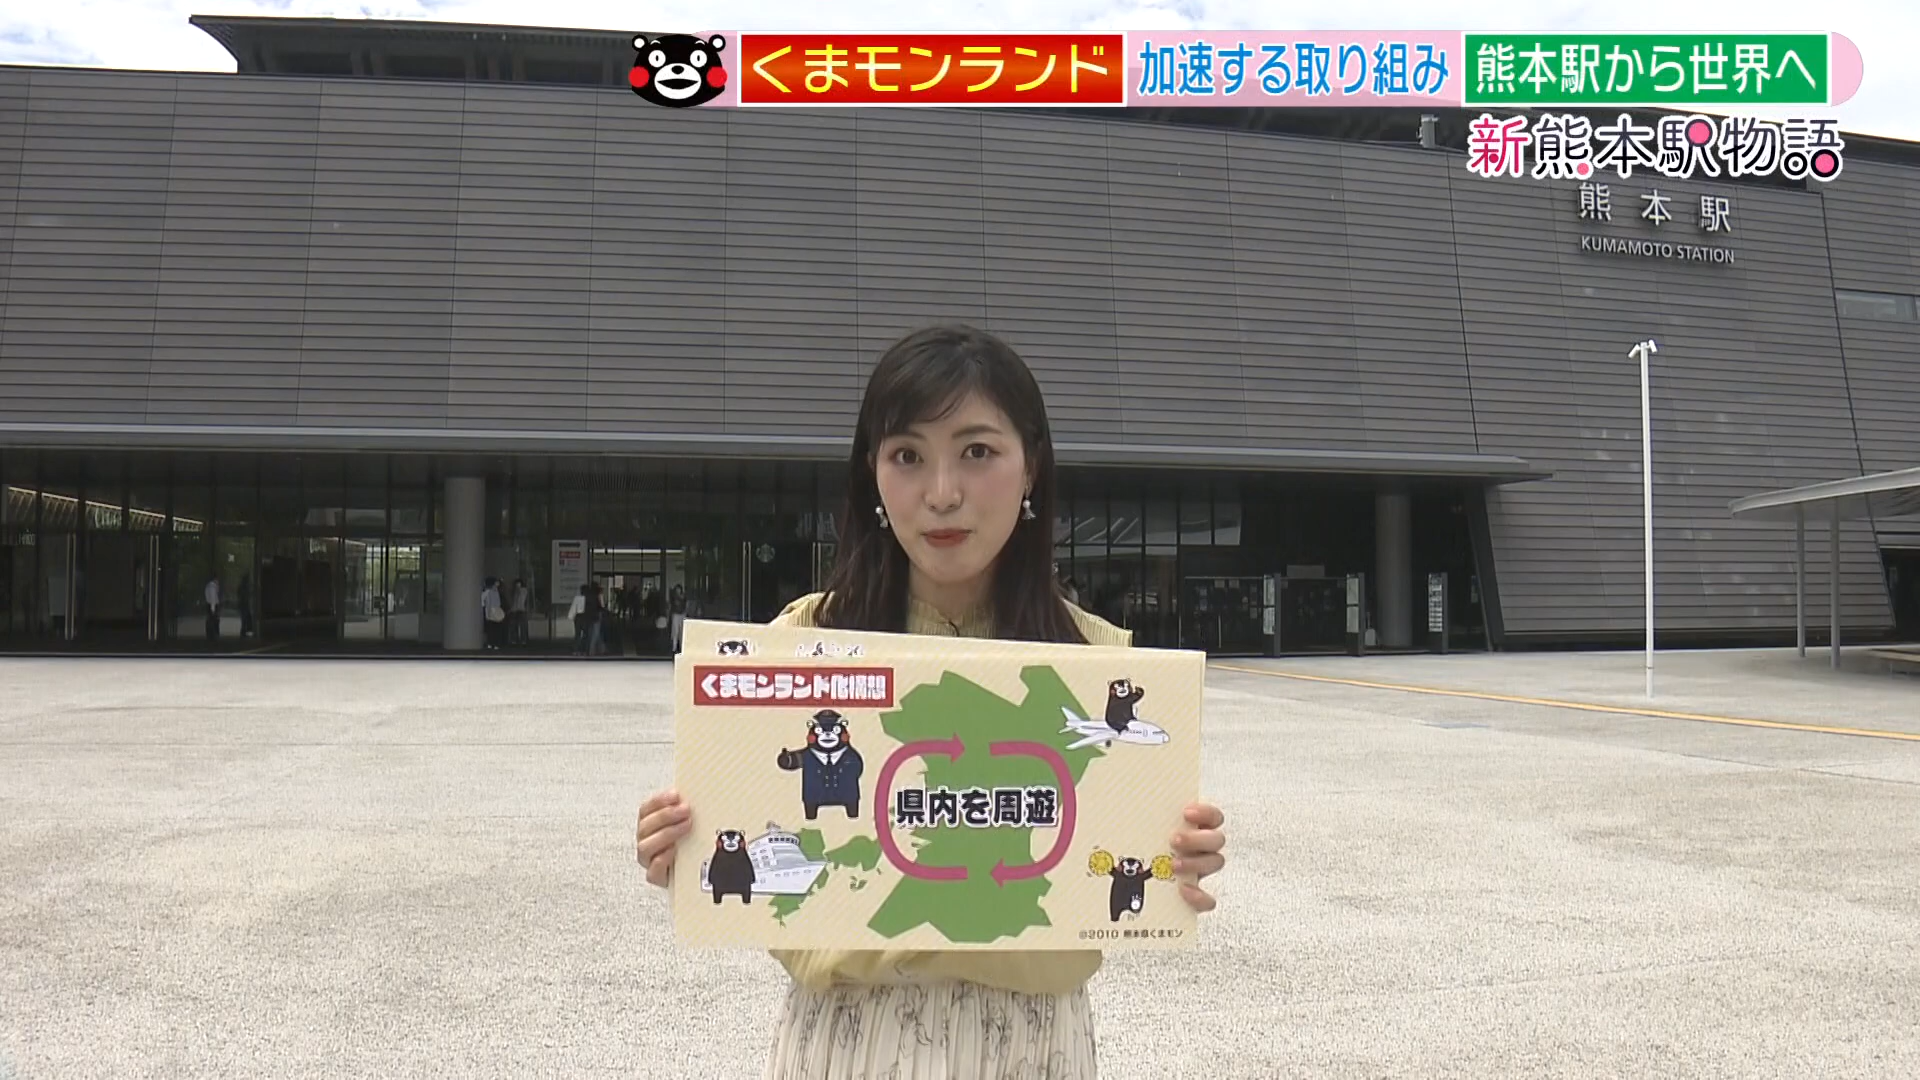 くまモンランド 加速する取り組み 熊本駅から世界へ
新熊本駅物語
熊本駅
KUMAMOTO STATION
くまモンランド化構想
県内を周遊
©2010 熊本県くまモン